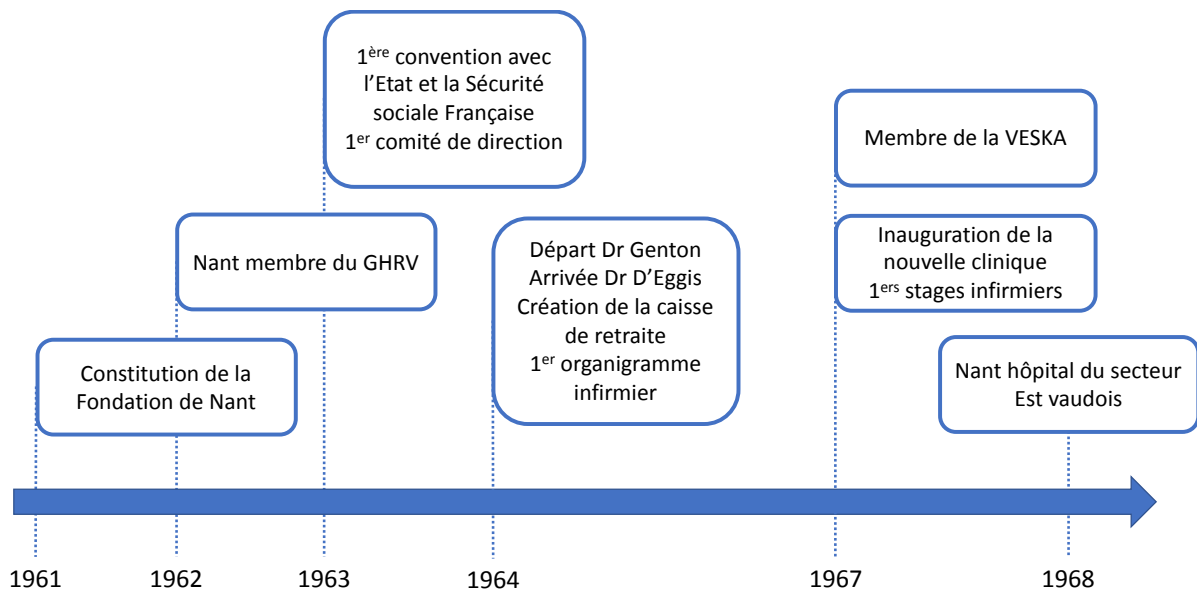 1ère convention avec
l'Etat et la Sécurité
sociale Française
1er comité de direction
Membre de la VESKA
Nant membre du GHRV
Départ Dr Genton
Arrivée Dr D'Eggis
Création de la caisse
de retraite
1er organigramme
infirmier
Inauguration de la
nouvelle clinique
1ers stages infirmiers
Constitution de la
Fondation de Nant
Nant hôpital du secteur
Est vaudois
1961
1962
1963
1964
1967
1968